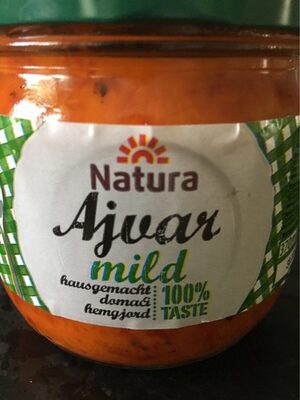 Natura
Ajvar
mild
hausgemacht
domaći
hemgjord
100%
TASTE